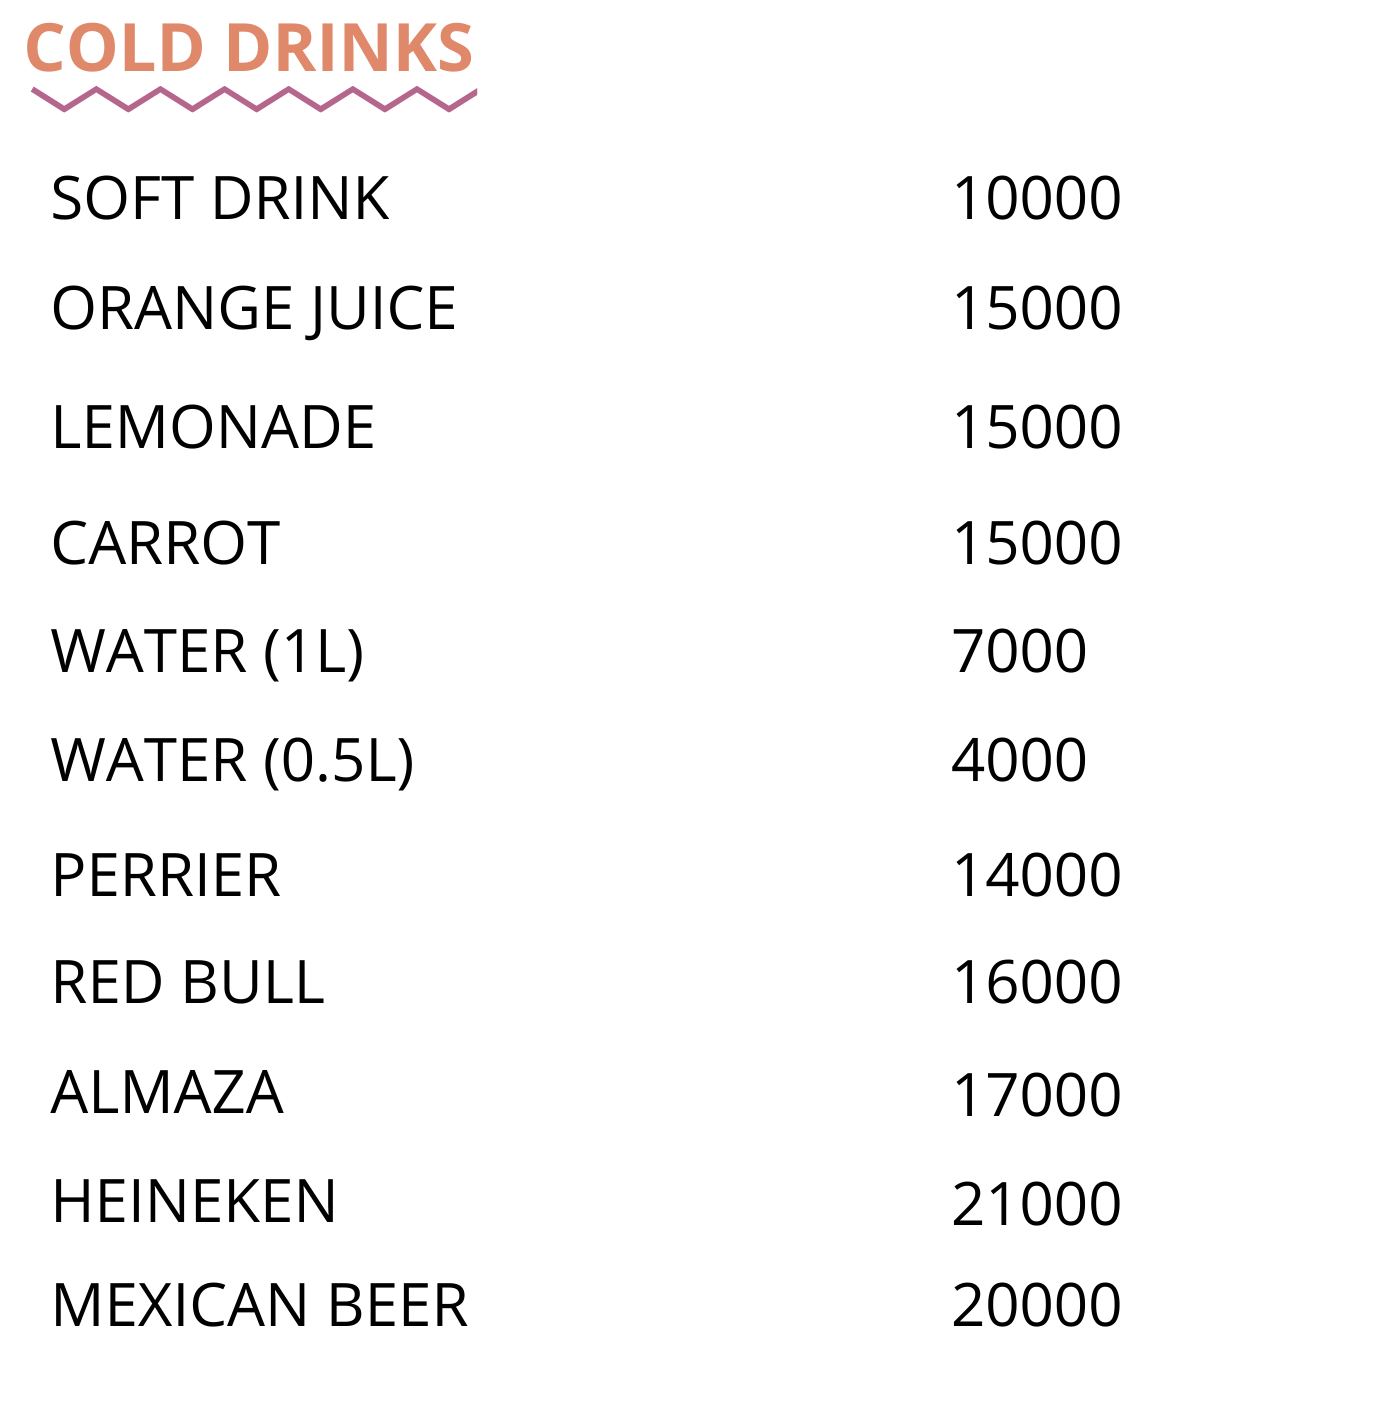 COLD DRINKS
SOFT DRINK 10000
ORANGE JUICE 15000
LEMONADE 15000
CARROT 15000
WATER (1L) 7000
WATER (0.5L) 4000
PERRIER 14000
RED BULL 16000
ALMAZA 17000
HEINEKEN 21000
MEXICAN BEER 20000